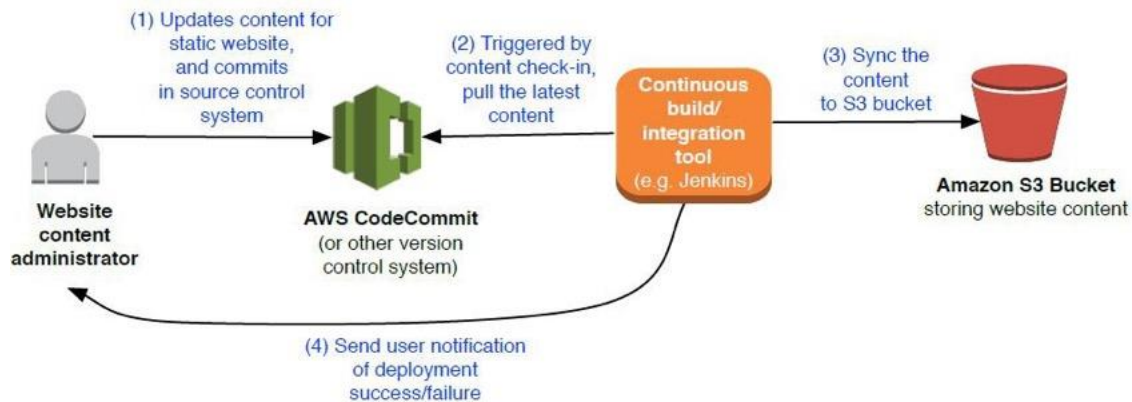 (1) Updates content for
static website,
and commits
in source control
system
(2) Triggered by
content check-in,
pull the latest
content
Continuous
build/
integration
tool
(e.g. Jenkins)
(3) Sync the
content
to S3 bucket
Website
content
administrator
AWS CodeCommit
(or other version
control system)
Amazon S3 Bucket
storing website content
(4) Send user notification
of deployment
success/failure